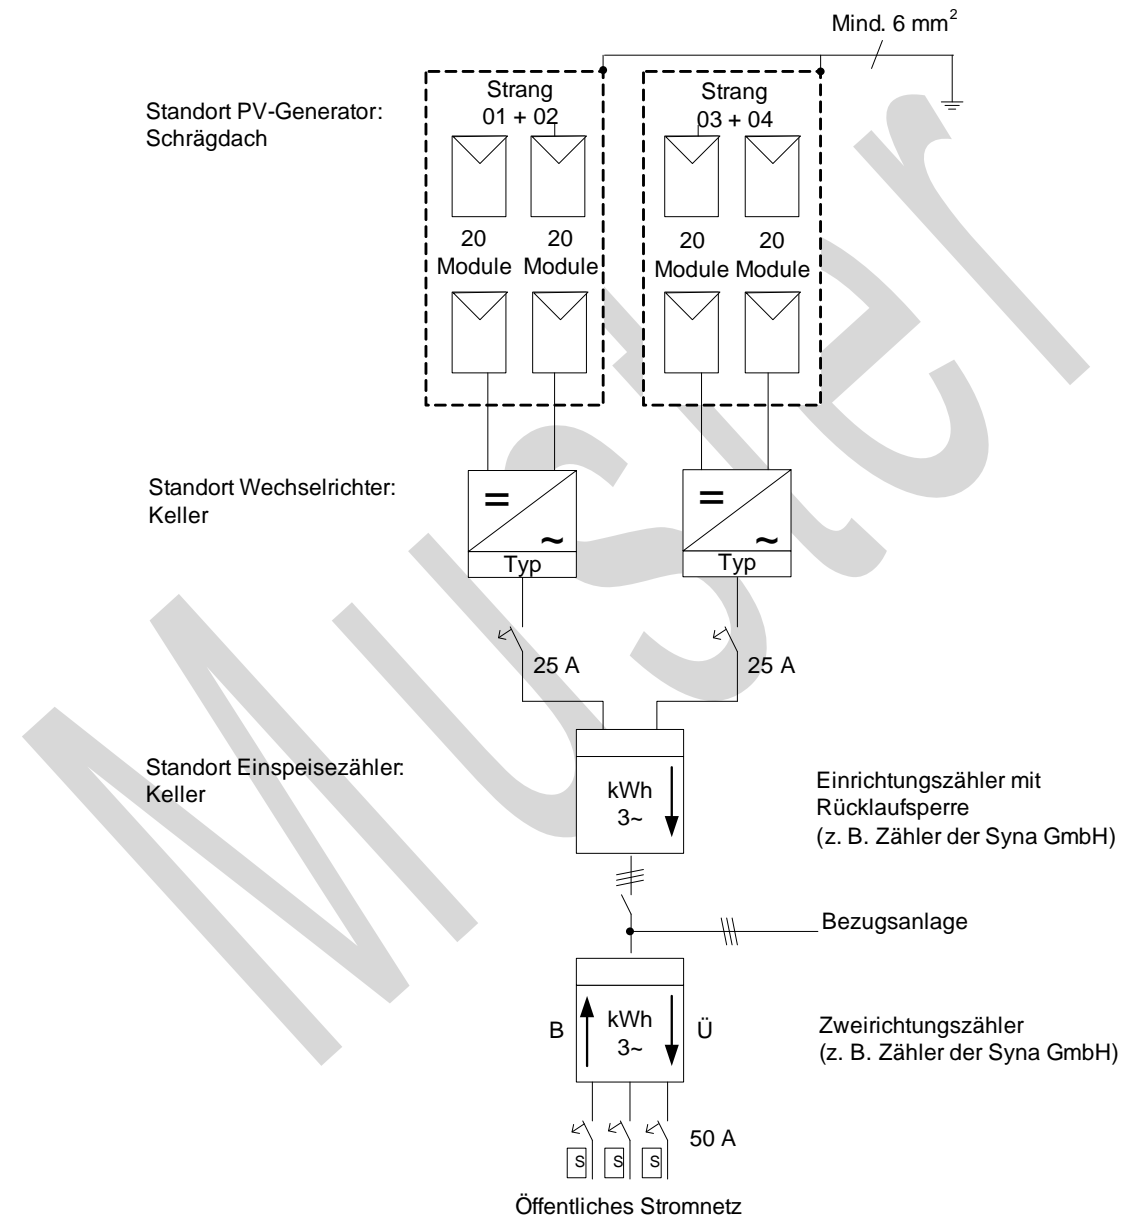 Mind. 6 mm²
Standort PV-Generator:
Schrägdach
Strang
01 + 02
Strang
03 + 04
20
Module
20
Module
20
Module
20
Module
Standort Wechselrichter:
Keller
=
~
Typ
=
~
Typ
25 A
25 A
Standort Einspeisezähler:
Keller
kWh
3~
Einrichtungszähler mit
Rücklaufsperre
(z. B. Zähler der Syna GmbH)
Bezugsanlage
B
kWh
3~
Ü
Zweirichtungszähler
(z. B. Zähler der Syna GmbH)
50 A
S
S
S
Öffentliches Stromnetz
Muster